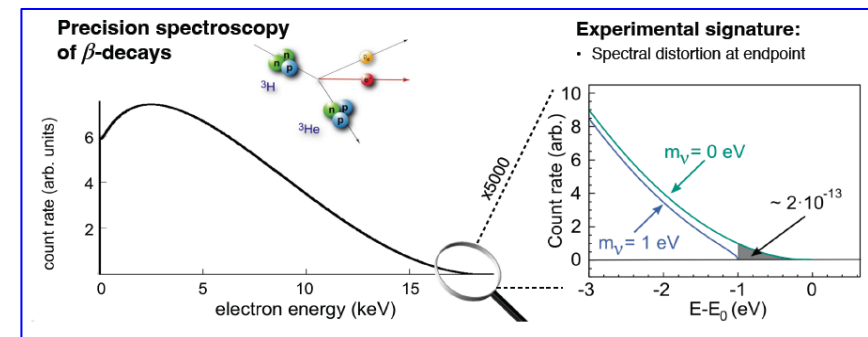 Precision spectroscopy
of β-decays
n
n
n
p
³H
ν
e
n
p
p
³He
count rate (arb. units)
6
4
2
0
5
10
15
electron energy (keV)
x5000
Experimental signature:
• Spectral distortion at endpoint
Count rate (arb.)
10
8
6
4
2
0
mν= 0 eV
mν= 1 eV
~ 2·10⁻¹³
-3
-2
-1
0
E-E₀ (eV)